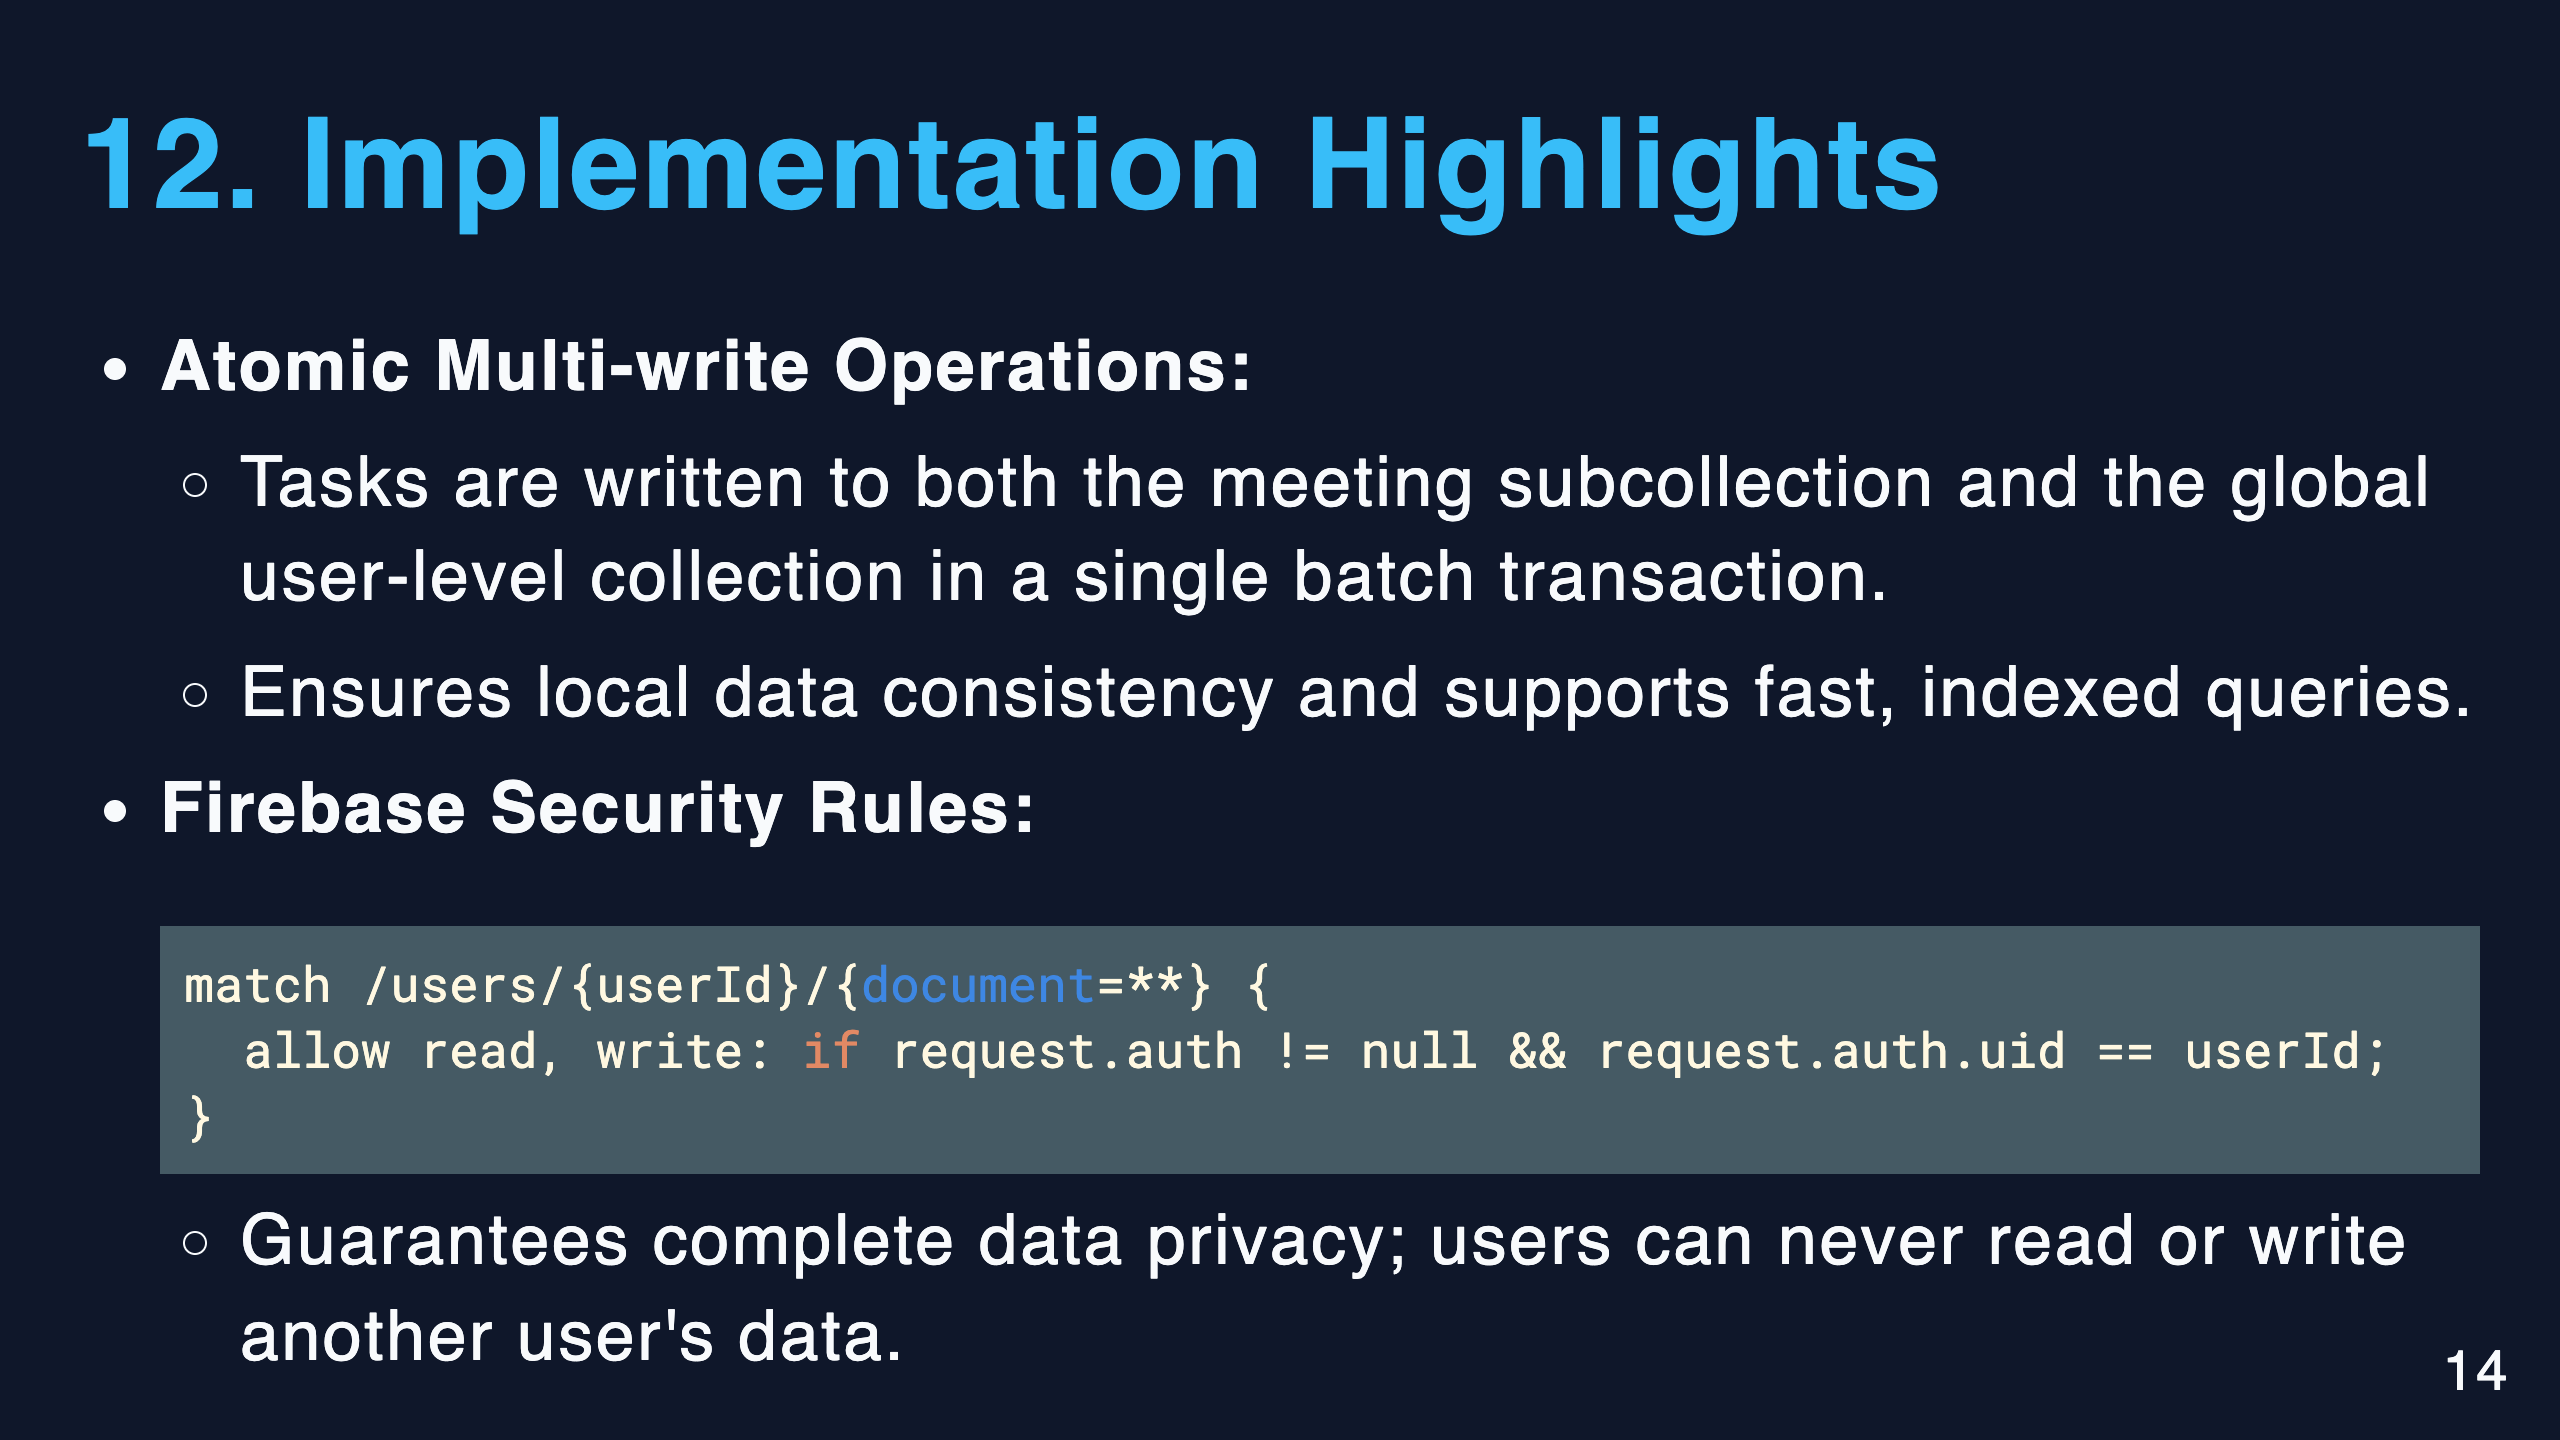 12. Implementation Highlights
• Atomic Multi-write Operations:
○ Tasks are written to both the meeting subcollection and the global
user-level collection in a single batch transaction.
○ Ensures local data consistency and supports fast, indexed queries.
• Firebase Security Rules:
match /users/{userId}/{document=**} {
  allow read, write: if request.auth != null && request.auth.uid == userId;
}
○ Guarantees complete data privacy; users can never read or write
another user's data.
14